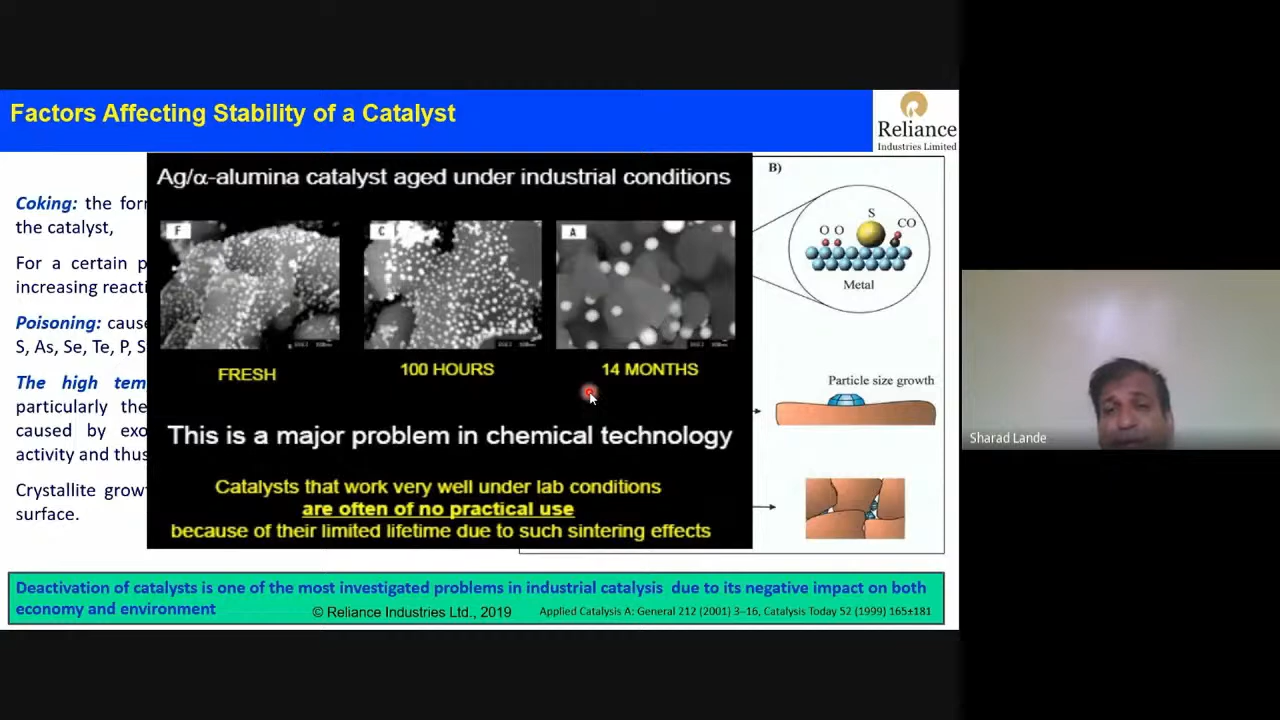 Factors Affecting Stability of a Catalyst
Reliance
Industries Limited
Coking: the for
the catalyst,
For a certain p
increasing reacti
Poisoning: cause
S, As, Se, Te, P, S
The high tem
particularly the
caused by exo
activity and thus
Crystallite grow
surface.
Ag/α-alumina catalyst aged under industrial conditions
F
C
A
FRESH
100 HOURS
14 MONTHS
This is a major problem in chemical technology
Catalysts that work very well under lab conditions
are often of no practical use
because of their limited lifetime due to such sintering effects
B)
S
O O
CO
Metal
Particle size growth
Deactivation of catalysts is one of the most investigated problems in industrial catalysis due to its negative impact on both
economy and environment
© Reliance Industries Ltd., 2019
Applied Catalysis A: General 212 (2001) 3–16, Catalysis Today 52 (1999) 165±181
Sharad Lande